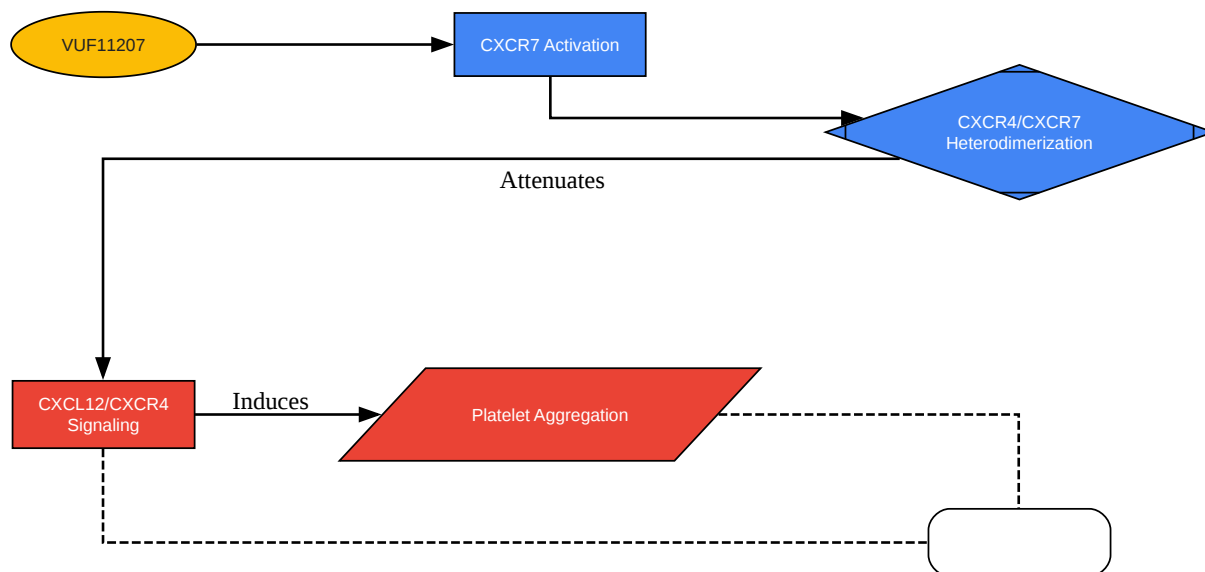 VUF11207
CXCR7 Activation
CXCR4/CXCR7
Heterodimerization
Attenuates
CXCL12/CXCR4
Signaling
Induces
Platelet Aggregation